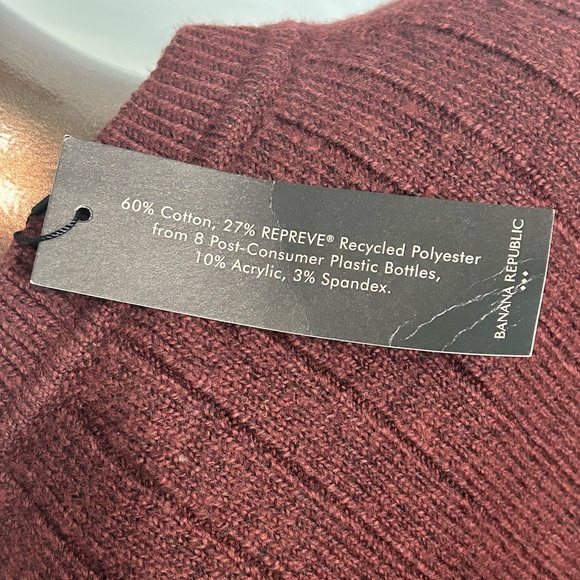 60% Cotton, 27% REPREVE® Recycled Polyester
from 8 Post-Consumer Plastic Bottles,
10% Acrylic, 3% Spandex.
BANANA REPUBLIC